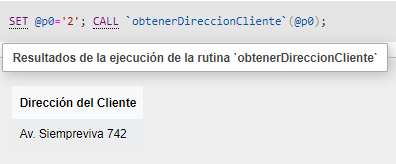 SET @p0='2'; CALL `obtenerDireccionCliente`(@p0);
Resultados de la ejecución de la rutina `obtenerDireccionCliente`
Dirección del Cliente
Av. Siempreviva 742